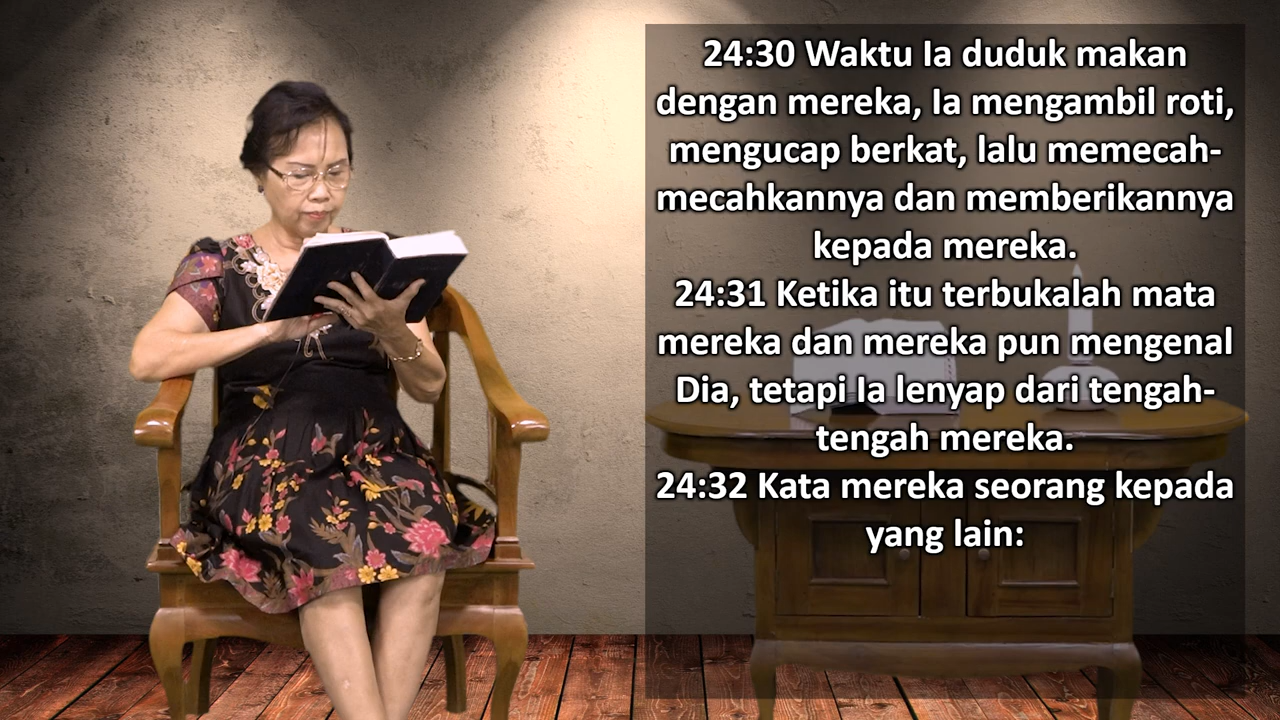 24:30 Waktu Ia duduk makan
dengan mereka, Ia mengambil roti,
mengucap berkat, lalu memecah-
mecahkannya dan memberikannya
kepada mereka.
24:31 Ketika itu terbukalah mata
mereka dan mereka pun mengenal
Dia, tetapi Ia lenyap dari tengah-
tengah mereka.
24:32 Kata mereka seorang kepada
yang lain: